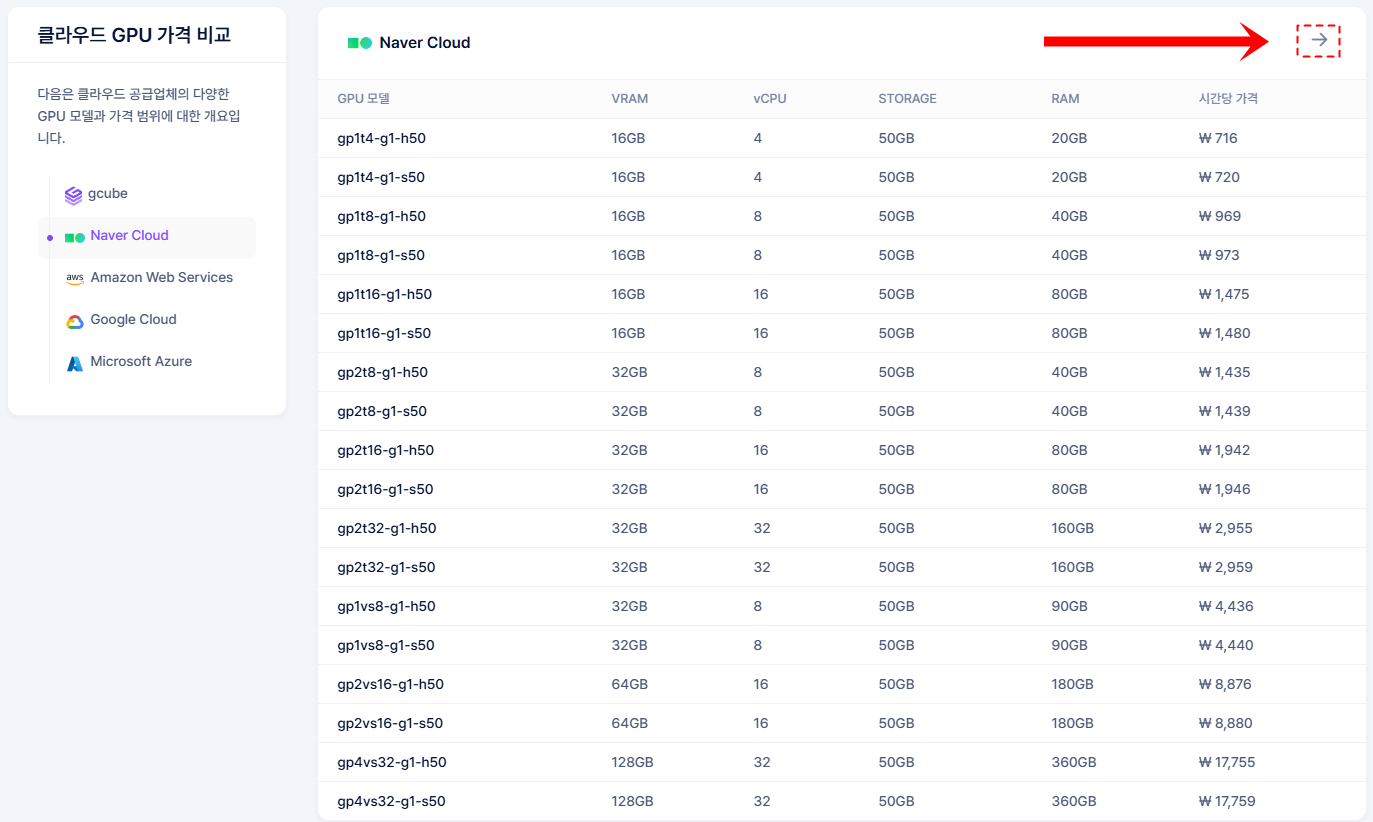 클라우드 GPU 가격 비교
다음은 클라우드 공급업체의 다양한
GPU 모델과 가격 범위에 대한 개요입
니다.
gcube
Naver Cloud
aws Amazon Web Services
Google Cloud
Microsoft Azure
Naver Cloud
GPU 모델 VRAM vCPU STORAGE RAM 시간당 가격
gp1t4-g1-h50 16GB 4 50GB 20GB ₩ 716
gp1t4-g1-s50 16GB 4 50GB 20GB ₩ 720
gp1t8-g1-h50 16GB 8 50GB 40GB ₩ 969
gp1t8-g1-s50 16GB 8 50GB 40GB ₩ 973
gp1t16-g1-h50 16GB 16 50GB 80GB ₩ 1,475
gp1t16-g1-s50 16GB 16 50GB 80GB ₩ 1,480
gp2t8-g1-h50 32GB 8 50GB 40GB ₩ 1,435
gp2t8-g1-s50 32GB 8 50GB 40GB ₩ 1,439
gp2t16-g1-h50 32GB 16 50GB 80GB ₩ 1,942
gp2t16-g1-s50 32GB 16 50GB 80GB ₩ 1,946
gp2t32-g1-h50 32GB 32 50GB 160GB ₩ 2,955
gp2t32-g1-s50 32GB 32 50GB 160GB ₩ 2,959
gp1vs8-g1-h50 32GB 8 50GB 90GB ₩ 4,436
gp1vs8-g1-s50 32GB 8 50GB 90GB ₩ 4,440
gp2vs16-g1-h50 64GB 16 50GB 180GB ₩ 8,876
gp2vs16-g1-s50 64GB 16 50GB 180GB ₩ 8,880
gp4vs32-g1-h50 128GB 32 50GB 360GB ₩ 17,755
gp4vs32-g1-s50 128GB 32 50GB 360GB ₩ 17,759